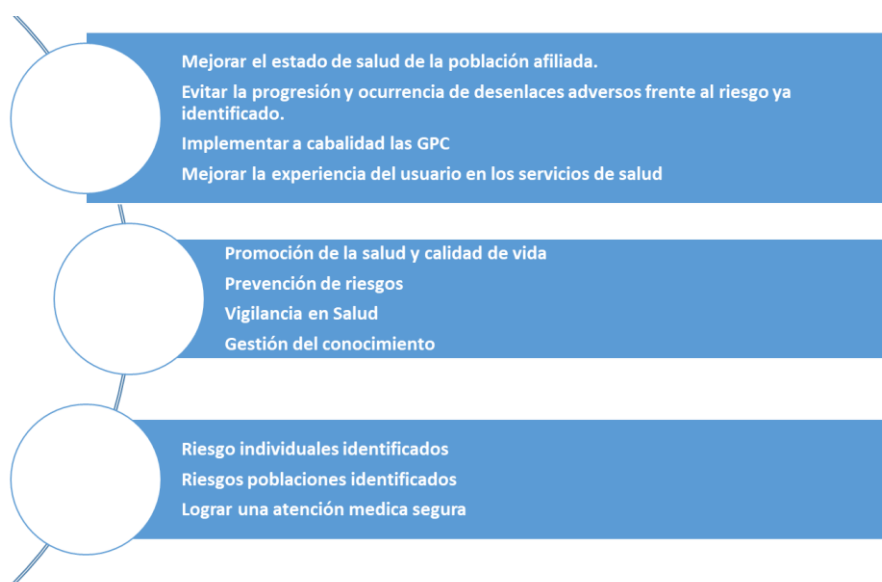 Mejorar el estado de salud de la población afiliada.
Evitar la progresión y ocurrencia de desenlaces adversos frente al riesgo ya
identificado.
Implementar a cabalidad las GPC
Mejorar la experiencia del usuario en los servicios de salud
Promoción de la salud y calidad de vida
Prevención de riesgos
Vigilancia en Salud
Gestión del conocimiento
Riesgo individuales identificados
Riesgos poblaciones identificados
Lograr una atención medica segura